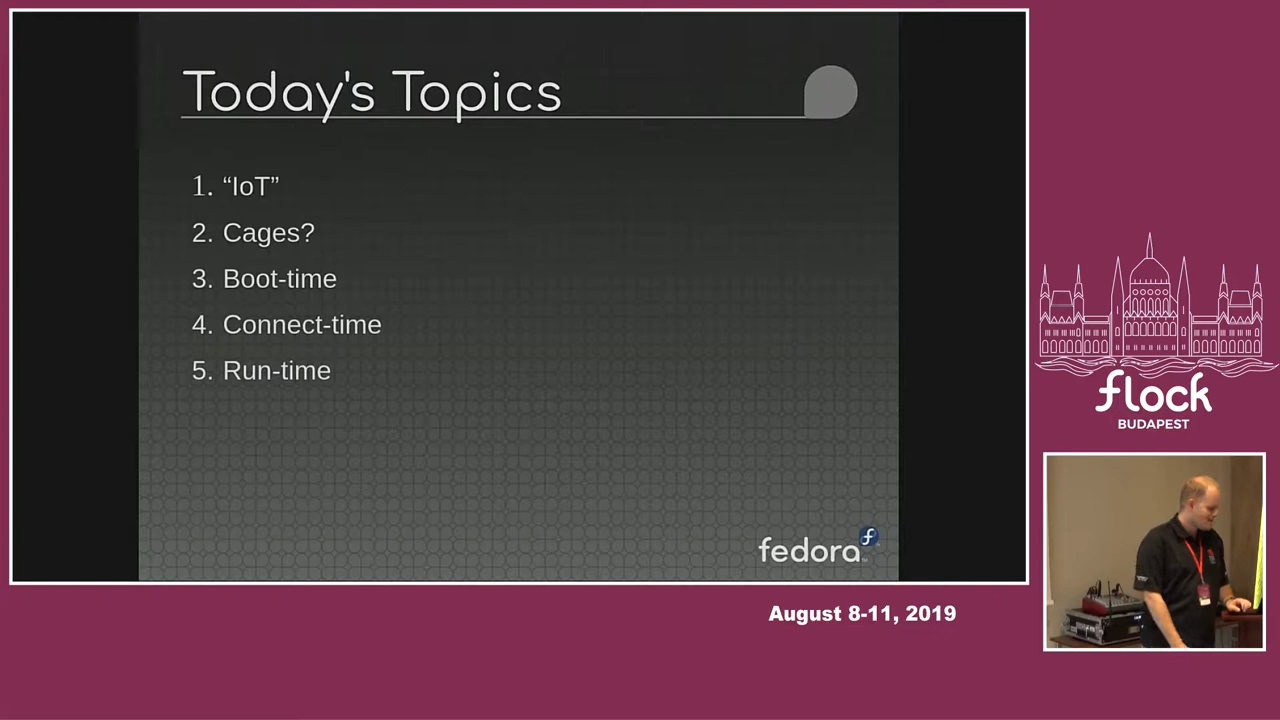 Today's Topics
1. “IoT”
2. Cages?
3. Boot-time
4. Connect-time
5. Run-time
fedora
flock
BUDAPEST
August 8-11, 2019